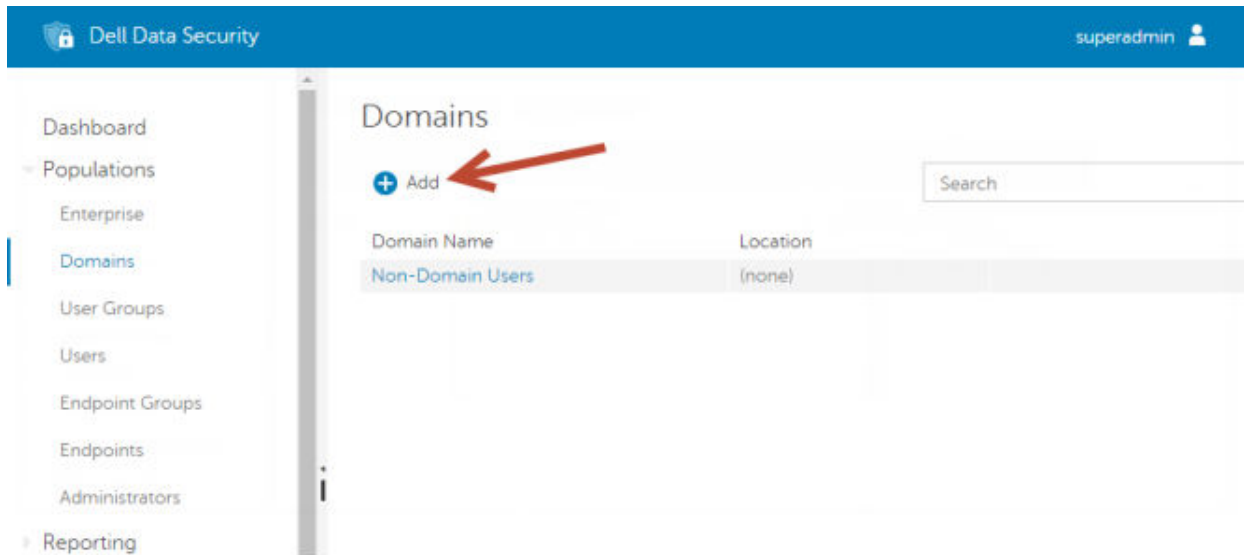 Dell Data Security
superadmin
Dashboard
Populations
Enterprise
Domains
User Groups
Users
Endpoint Groups
Endpoints
Administrators
Reporting
Domains
Add
Search
Domain Name Location
Non-Domain Users (none)